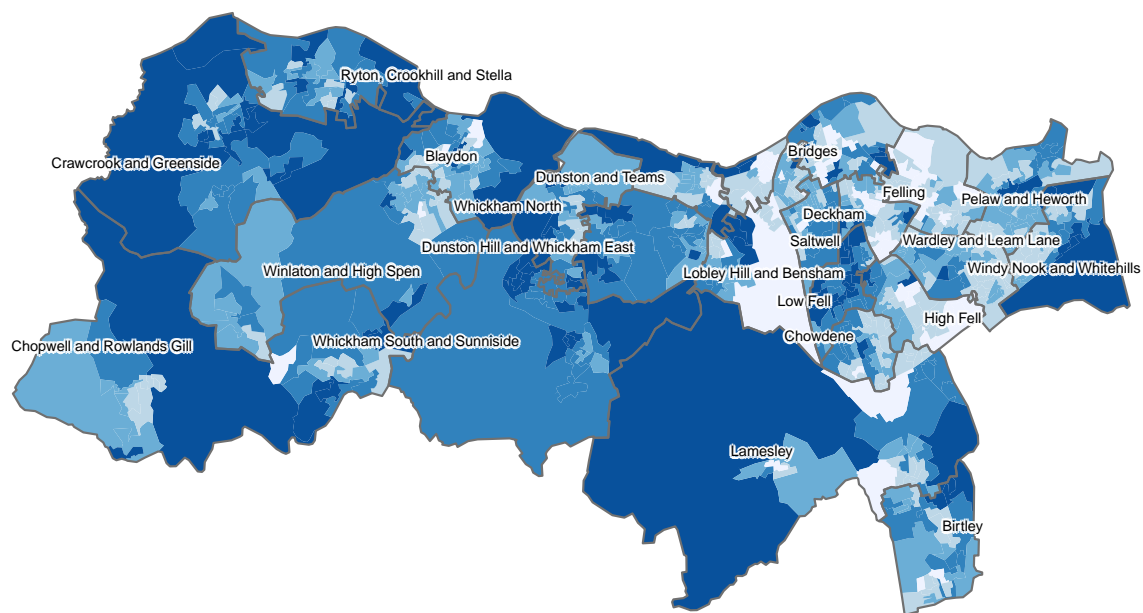 Ryton, Crookhill and Stella
Bridges
Blaydon
Crawcrook and Greenside
Dunston and Teams
Felling
Pelaw and Heworth
Whickham North
Deckham
Saltwell
Wardley and Leam Lane
Dunston Hill and Whickham East
Winlaton and High Spen
Lobley Hill and Bensham
Windy Nook and Whitehills
Low Fell
High Fell
Chowdene
Whickham South and Sunniside
Chopwell and Rowlands Gill
Lamesley
Birtley